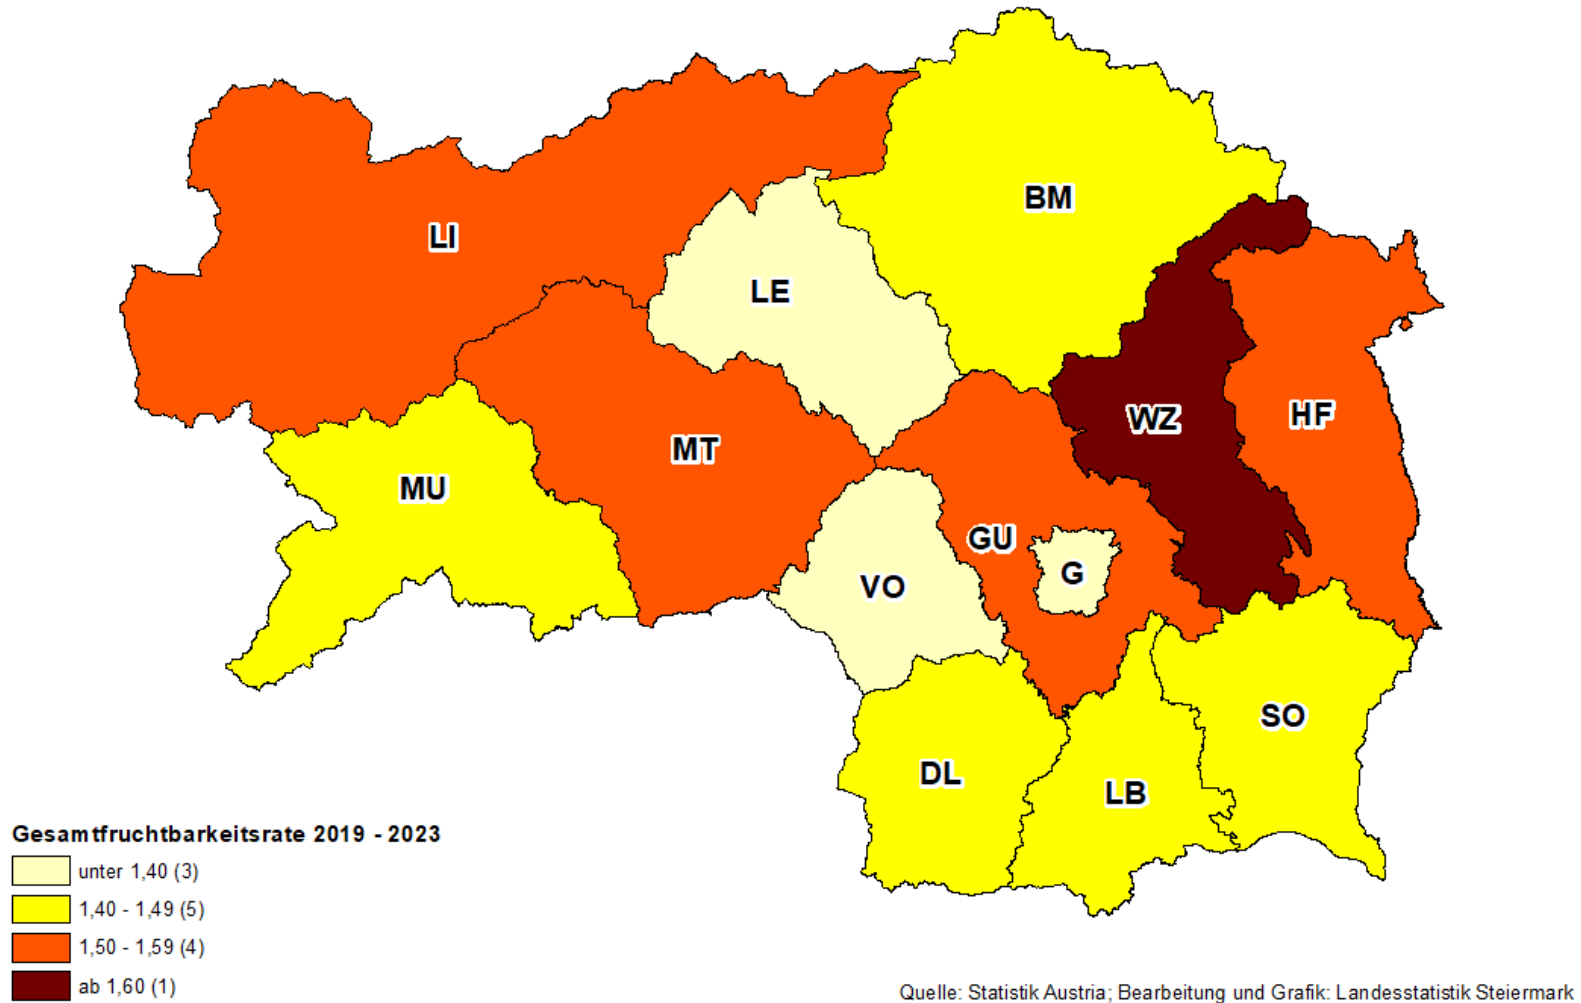 BM
LI
LE
WZ
HF
MT
MU
GU
G
VO
SO
DL
LB
Gesamtfruchtbarkeitsrate 2019 - 2023
unter 1,40 (3)
1,40 - 1,49 (5)
1,50 - 1,59 (4)
ab 1,60 (1)
Quelle: Statistik Austria; Bearbeitung und Grafik: Landesstatistik Steiermark